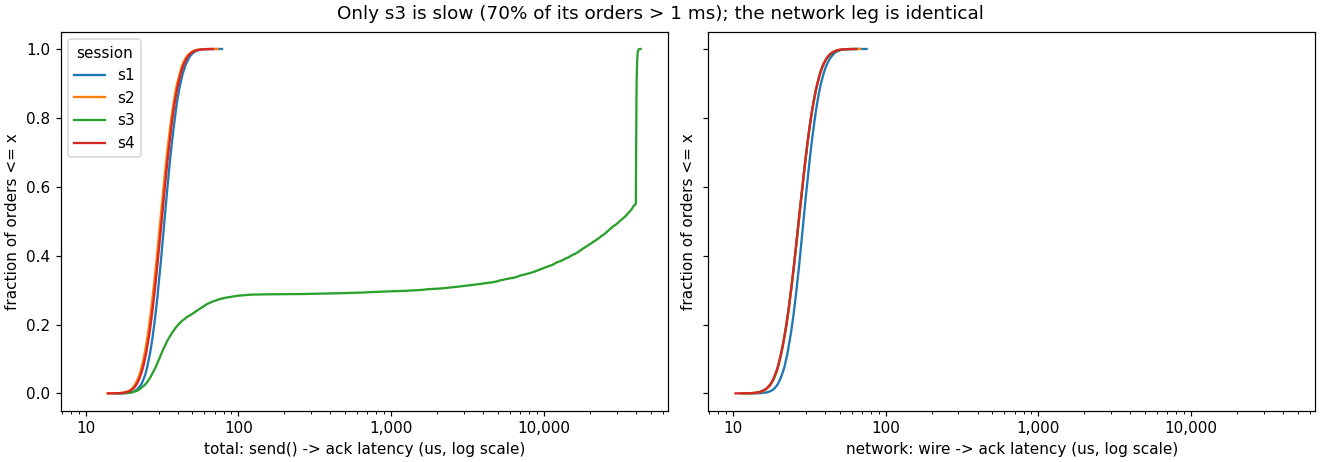 Only s3 is slow (70% of its orders > 1 ms); the network leg is identical
fraction of orders <= x
1.0
0.8
0.6
0.4
0.2
0.0
session
s1
s2
s3
s4
10
100
1,000
10,000
total: send() -> ack latency (us, log scale)
fraction of orders <= x
10
100
1,000
10,000
network: wire -> ack latency (us, log scale)